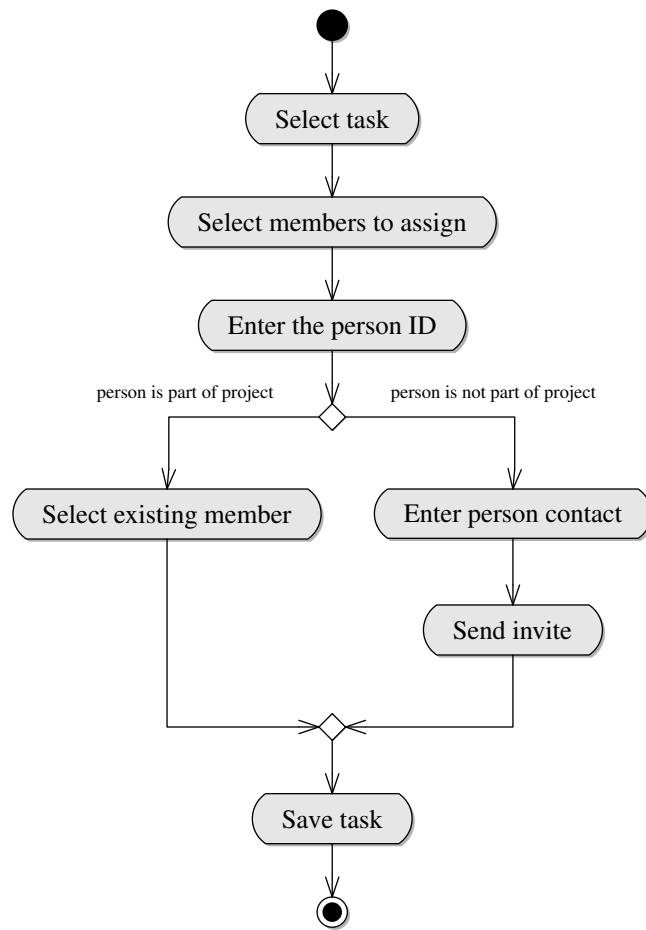 Select task
Select members to assign
Enter the person ID
person is part of project
person is not part of project
Select existing member
Enter person contact
Send invite
Save task